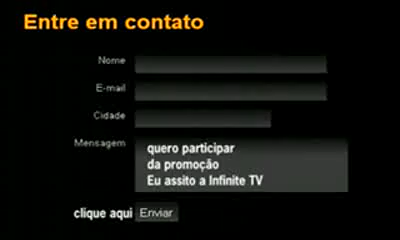 Entre em contato
Nome
E-mail
Cidade
Mensagem
quero participar
da promoção
Eu assito a Infinite TV
clique aqui Enviar